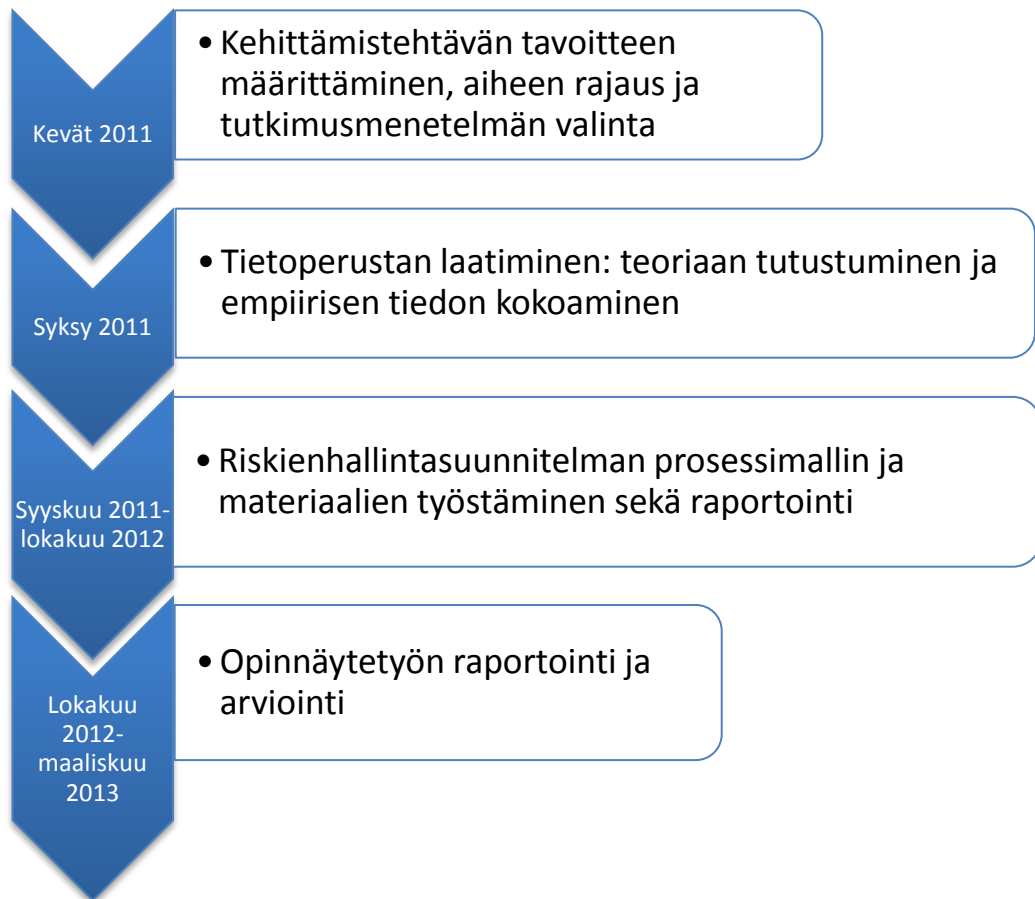 Kevät 2011
• Kehittämistehtävän tavoitteen
määrittäminen, aiheen rajaus ja
tutkimusmenetelmän valinta
Syksy 2011
• Tietoperustan laatiminen: teoriaan tutustuminen ja
empiirisen tiedon kokoaminen
Syyskuu 2011-
lokakuu 2012
• Riskienhallintasuunnitelman prosessimallin ja
materiaalien työstäminen sekä raportointi
Lokakuu
2012-
maaliskuu
2013
• Opinnäytetyön raportointi ja
arviointi